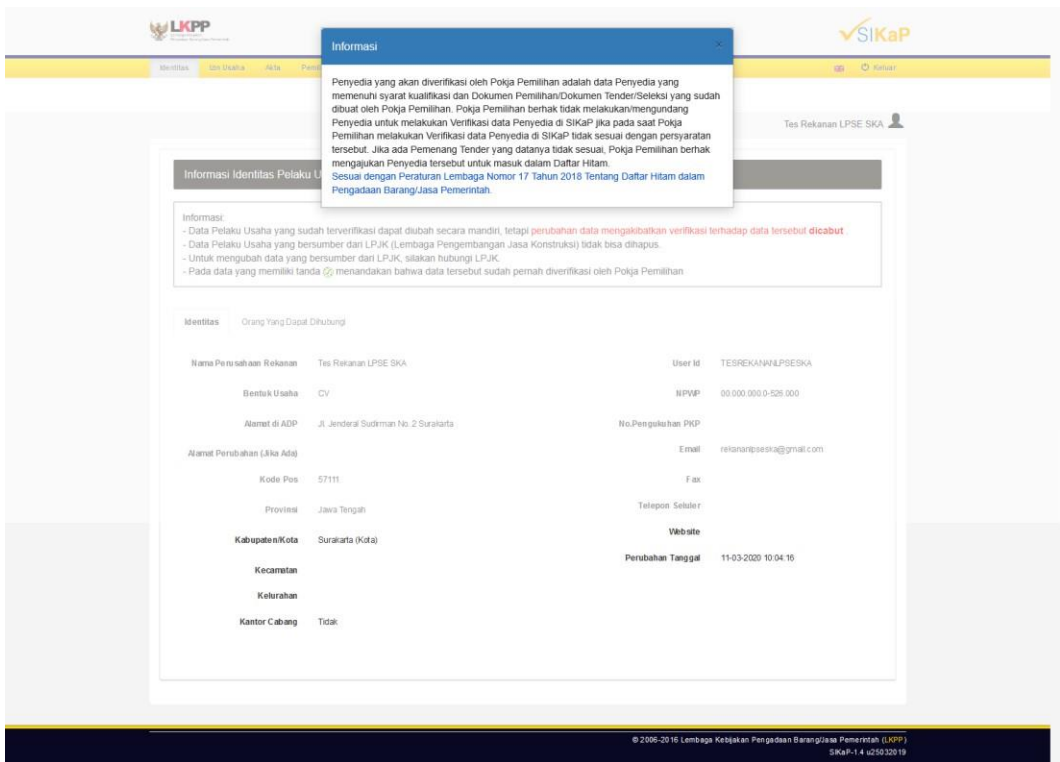 LKPP
SIKaP
Informasi
×
Identitas Izin Usaha Akta
Keluar
Penyedia yang akan diverifikasi oleh Pokja Pemilihan adalah data Penyedia yang
memenuhi syarat kualifikasi dan Dokumen Pemilihan/Dokumen Tender/Seleksi yang sudah
dibuat oleh Pokja Pemilihan. Pokja Pemilihan berhak tidak melakukan/mengundang
Penyedia untuk melakukan Verifikasi data Penyedia di SIKaP jika pada saat Pokja
Pemilihan melakukan Verifikasi data Penyedia di SIKaP tidak sesuai dengan persyaratan
tersebut. Jika ada Pemenang Tender yang datanya tidak sesuai, Pokja Pemilihan berhak
mengajukan Penyedia tersebut untuk masuk dalam Daftar Hitam.
Sesuai dengan Peraturan Lembaga Nomor 17 Tahun 2018 Tentang Daftar Hitam dalam
Pengadaan Barang/Jasa Pemerintah.
Tes Rekanan LPSE SKA
Informasi Identitas Pelaku U
Informasi:
- Data Pelaku Usaha yang sudah terverifikasi dapat diubah secara mandiri, tetapi perubahan data mengakibatkan verifikasi terhadap data tersebut dicabut .
- Data Pelaku Usaha yang bersumber dari LPJK (Lembaga Pengembangan Jasa Konstruksi) tidak bisa dihapus.
- Untuk mengubah data yang bersumber dari LPJK, silakan hubungi LPJK.
- Pada data yang memiliki tanda menandakan bahwa data tersebut sudah pernah diverifikasi oleh Pokja Pemilihan
Identitas Orang Yang Dapat Dihubungi
Nama Perusahaan Rekanan Tes Rekanan LPSE SKA
Bentuk Usaha CV
Alamat di ADP Jl. Jenderal Sudirman No. 2 Surakarta
Alamat Perubahan (Jika Ada)
Kode Pos 57111
Provinsi Jawa Tengah
Kabupaten/Kota Surakarta (Kota)
Kecamatan
Kelurahan
Kantor Cabang Tidak
User Id TESREKANANLPSESKA
NPWP 00.000.000.0-526.000
No.Pengukuhan PKP
Email rekananlpseska@gmail.com
Fax
Telepon Seluler
Website
Perubahan Tanggal 11-03-2020 10:04:16
© 2006-2016 Lembaga Kebijakan Pengadaan Barang/Jasa Pemerintah (LKPP)
SIKaP-1.4 u25032019